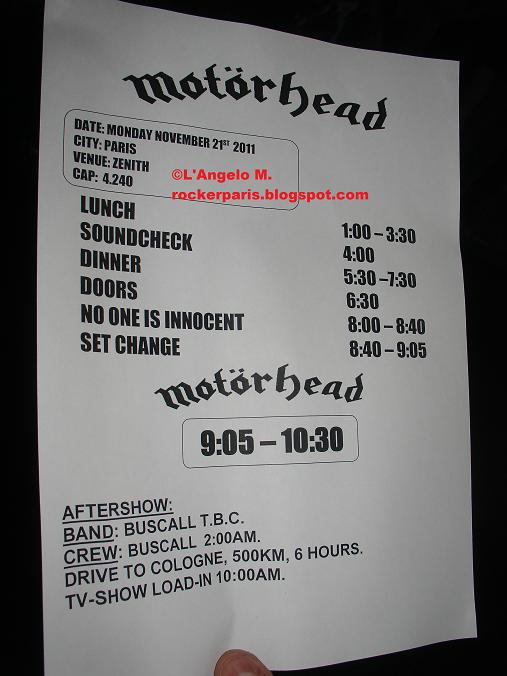 motörhead
DATE: MONDAY NOVEMBER 21ST 2011
CITY: PARIS
VENUE: ZENITH
CAP: 4.240
©L'Angelo M.
rockerparis.blogspot.com
LUNCH 1:00 – 3:30
SOUNDCHECK 4:00
DINNER 5:30 –7:30
DOORS 6:30
NO ONE IS INNOCENT 8:00 – 8:40
SET CHANGE 8:40 – 9:05
motörhead
9:05 – 10:30
AFTERSHOW:
BAND: BUSCALL T.B.C.
CREW: BUSCALL 2:00AM.
DRIVE TO COLOGNE, 500KM, 6 HOURS.
TV-SHOW LOAD-IN 10:00AM.